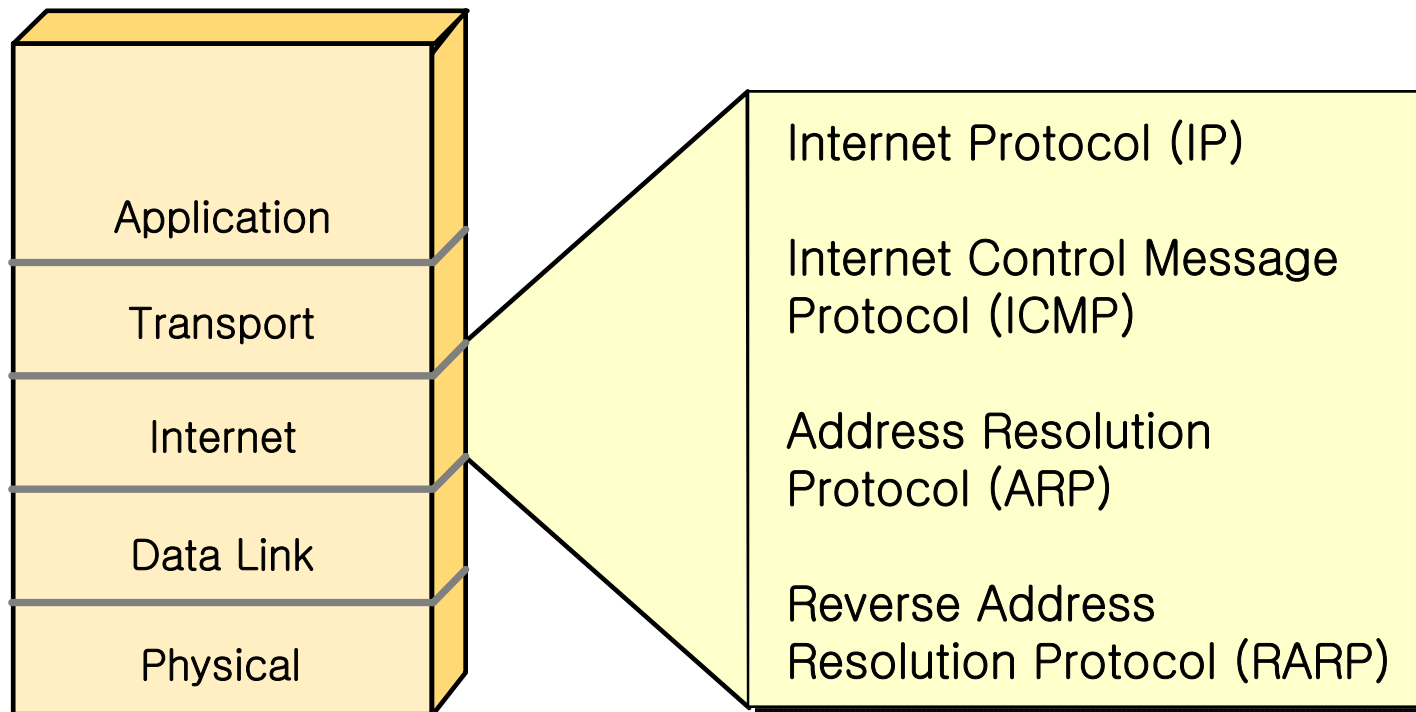 Application
Transport
Internet
Data Link
Physical
Internet Protocol (IP)
Internet Control Message
Protocol (ICMP)
Address Resolution
Protocol (ARP)
Reverse Address
Resolution Protocol (RARP)